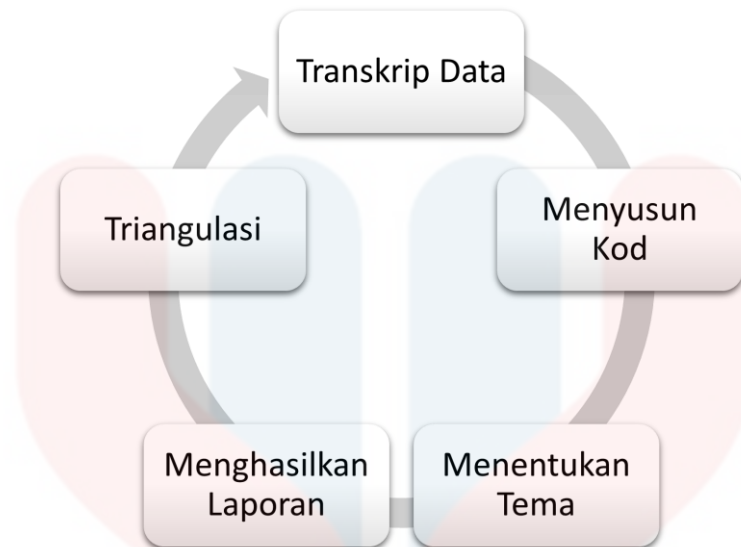 Transkrip Data
Menyusun
Kod
Menentukan
Tema
Menghasilkan
Laporan
Triangulasi